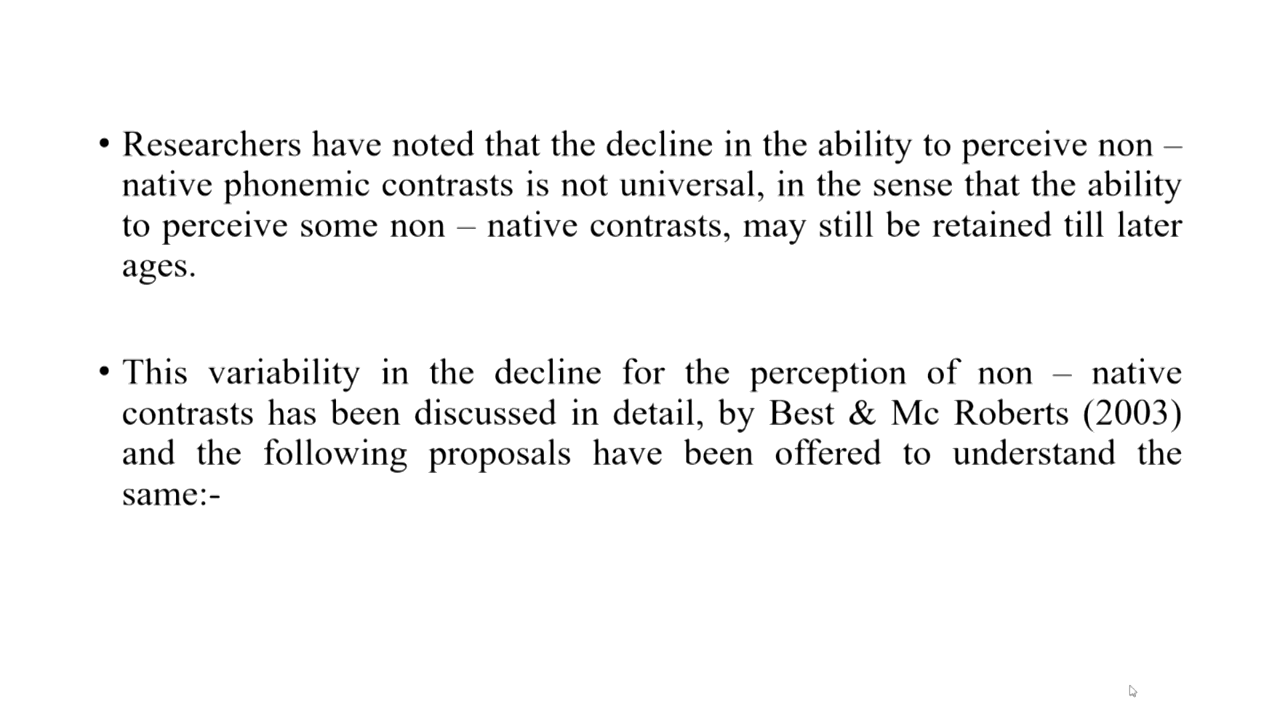 • Researchers have noted that the decline in the ability to perceive non –
native phonemic contrasts is not universal, in the sense that the ability
to perceive some non – native contrasts, may still be retained till later
ages.
• This variability in the decline for the perception of non – native
contrasts has been discussed in detail, by Best & Mc Roberts (2003)
and the following proposals have been offered to understand the
same:-